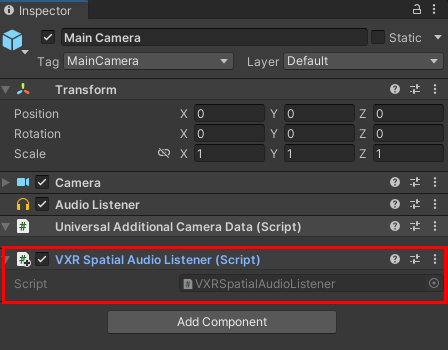 Inspector
Main Camera
Static
Tag MainCamera Layer Default
Transform
Position X 0 Y 0 Z 0
Rotation X 0 Y 0 Z 0
Scale X 1 Y 1 Z 1
Camera
Audio Listener
Universal Additional Camera Data (Script)
VXR Spatial Audio Listener (Script)
Script VXRSpatialAudioListener
Add Component